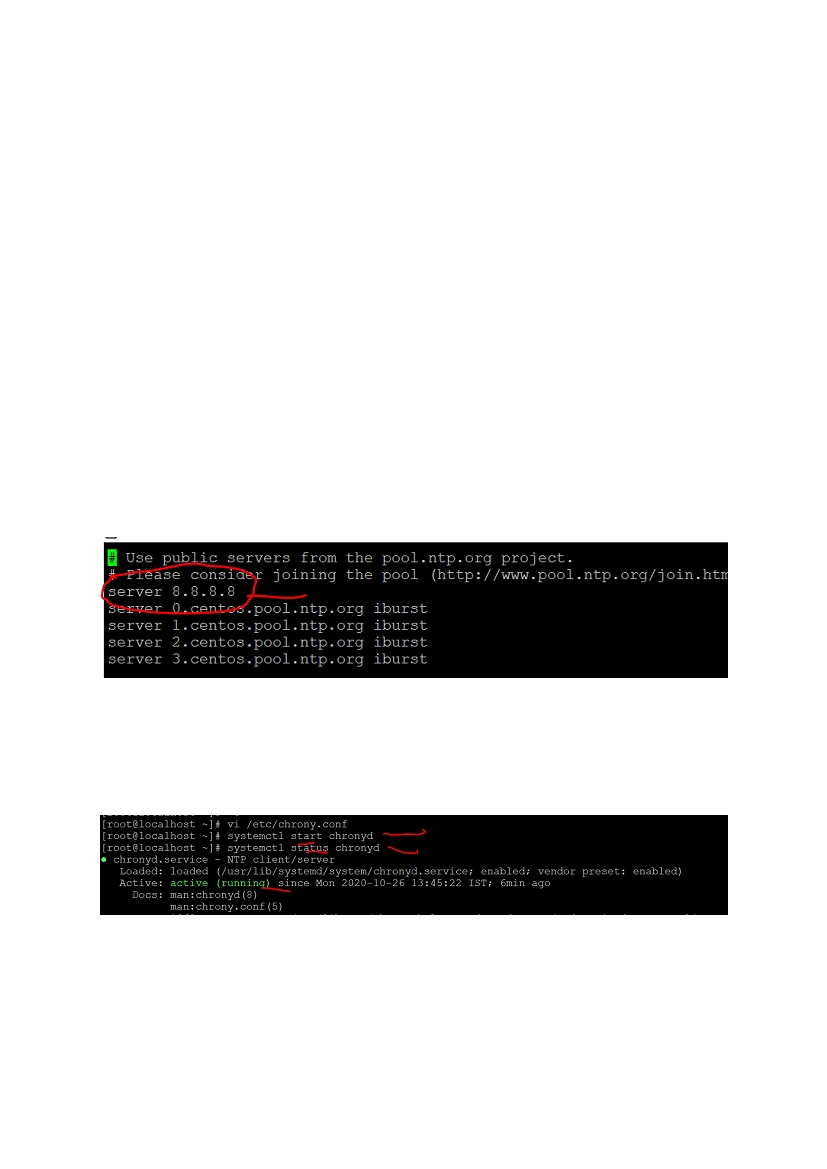 # Use public servers from the pool.ntp.org project.
# Please consider joining the pool (http://www.pool.ntp.org/join.htm
server 8.8.8.8
server 0.centos.pool.ntp.org iburst
server 1.centos.pool.ntp.org iburst
server 2.centos.pool.ntp.org iburst
server 3.centos.pool.ntp.org iburst
[root@localhost ~]# vi /etc/chrony.conf
[root@localhost ~]# systemctl start chronyd
[root@localhost ~]# systemctl status chronyd
● chronyd.service - NTP client/server
Loaded: loaded (/usr/lib/systemd/system/chronyd.service; enabled; vendor preset: enabled)
Active: active (running) since Mon 2020-10-26 13:45:22 IST; 6min ago
Docs: man:chronyd(8)
man:chrony.conf(5)